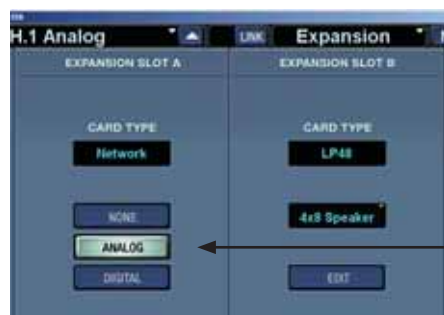 H.1 Analog
LINK Expansion
EXPANSION SLOT A
EXPANSION SLOT B
CARD TYPE
CARD TYPE
Network
LP48
NONE
4x8 Speaker
ANALOG
DIGITAL
EDIT